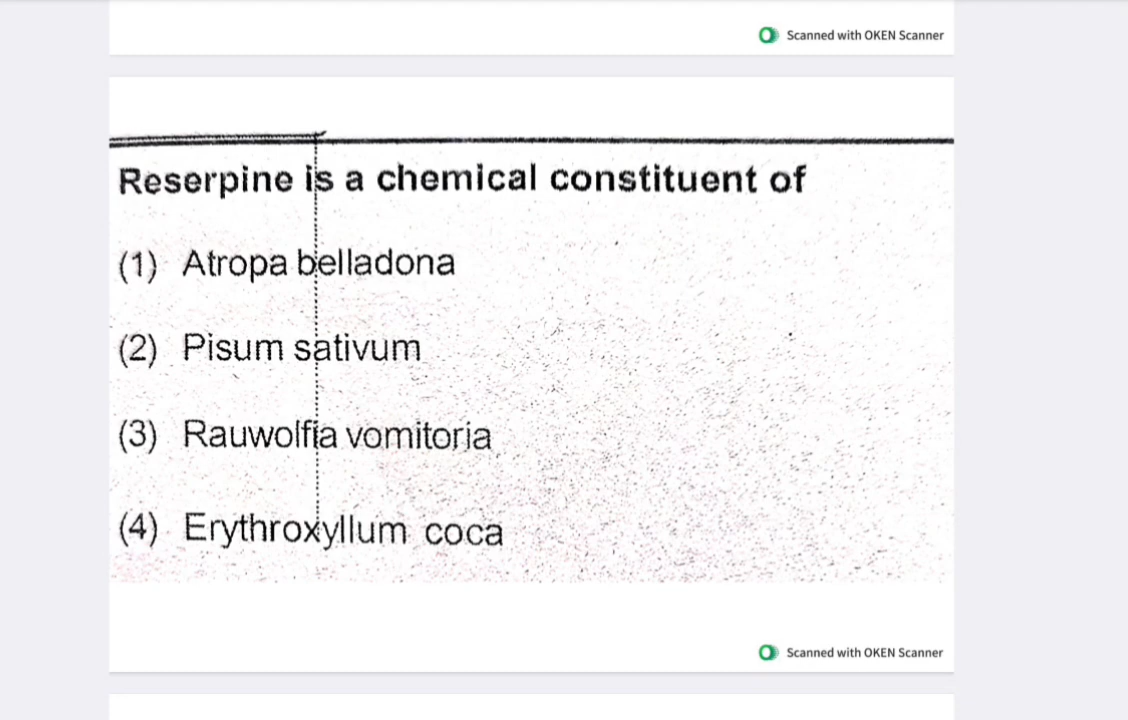 Scanned with OKEN Scanner
Reserpine is a chemical constituent of
(1) Atropa belladona
(2) Pisum sativum
(3) Rauwolfia vomitoria
(4) Erythroxyllum coca
Scanned with OKEN Scanner